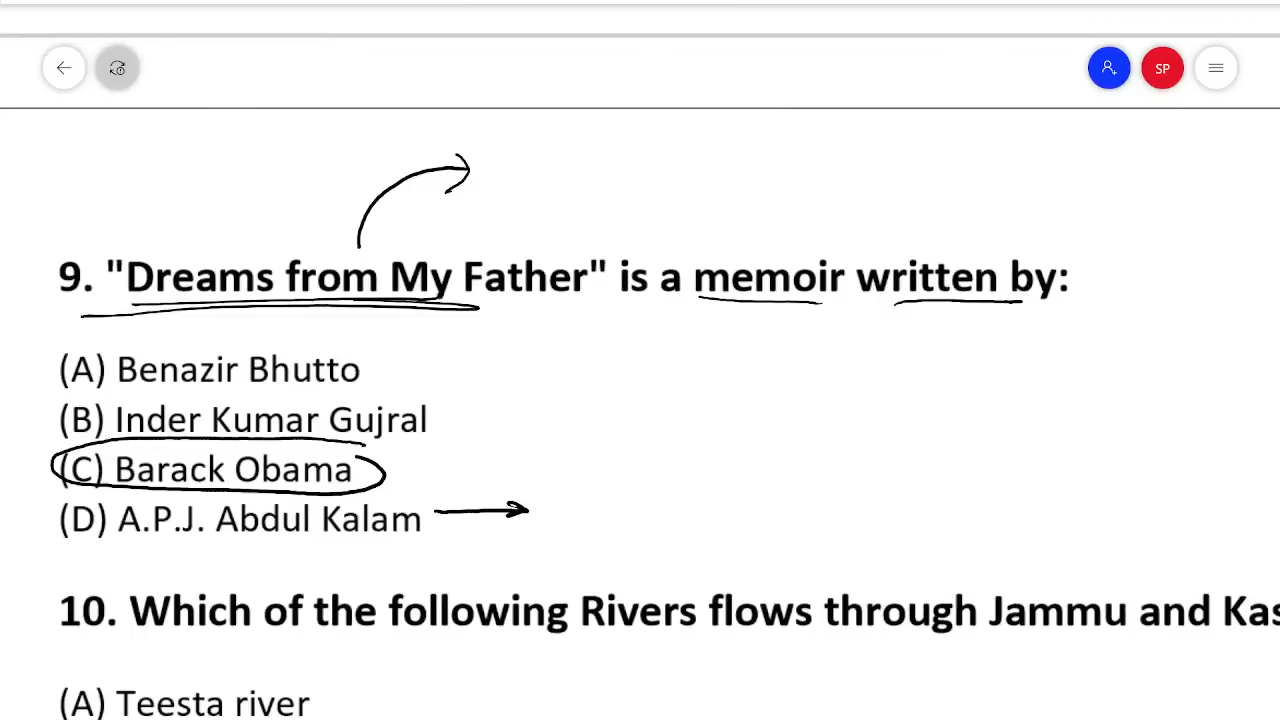 SP
9. "Dreams from My Father" is a memoir written by:
(A) Benazir Bhutto
(B) Inder Kumar Gujral
(C) Barack Obama
(D) A.P.J. Abdul Kalam
10. Which of the following Rivers flows through Jammu and Kas
(A) Teesta river